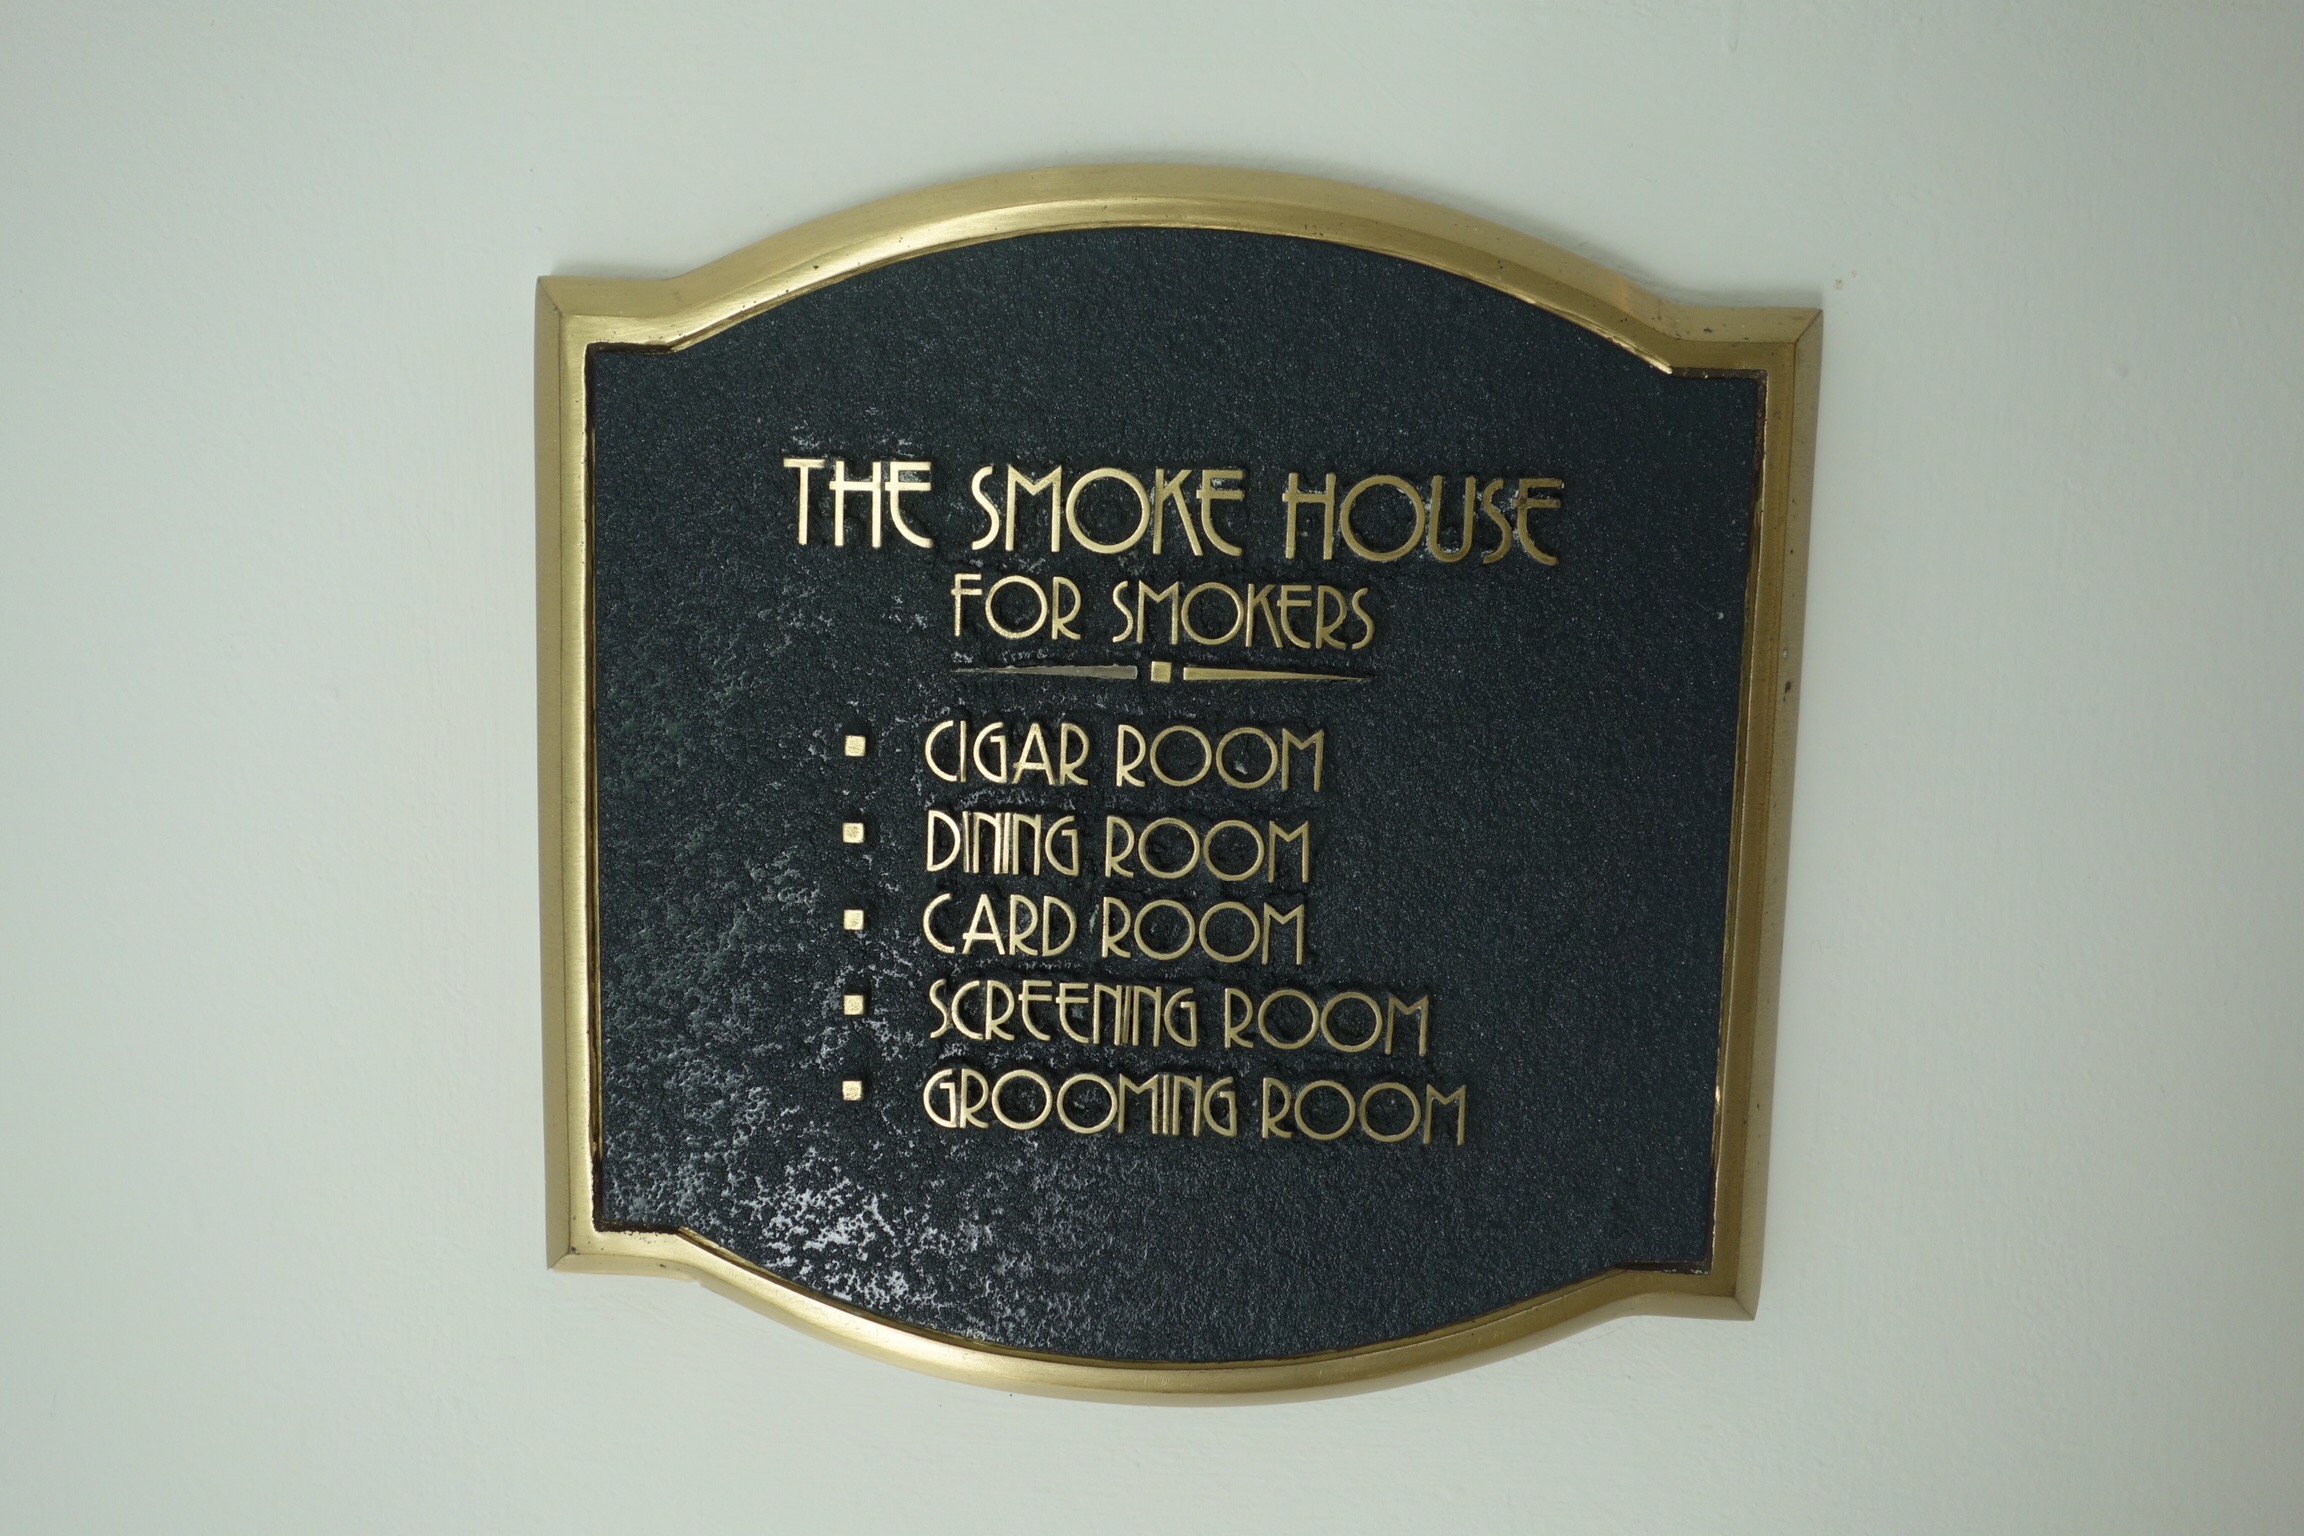 THE SMOKE HOUSE
FOR SMOKERS
CIGAR ROOM
DINING ROOM
CARD ROOM
SCREENING ROOM
GROOMING ROOM